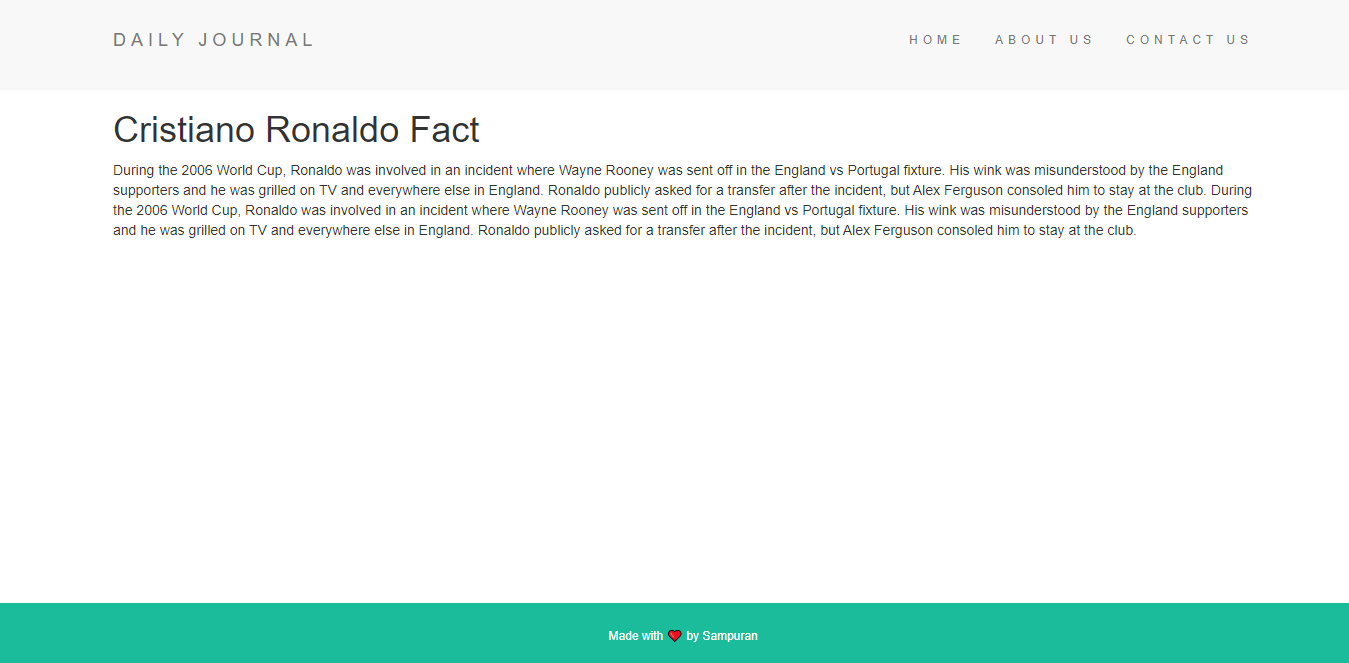 DAILY JOURNAL
HOME ABOUT US CONTACT US
Cristiano Ronaldo Fact
During the 2006 World Cup, Ronaldo was involved in an incident where Wayne Rooney was sent off in the England vs Portugal fixture. His wink was misunderstood by the England
supporters and he was grilled on TV and everywhere else in England. Ronaldo publicly asked for a transfer after the incident, but Alex Ferguson consoled him to stay at the club. During
the 2006 World Cup, Ronaldo was involved in an incident where Wayne Rooney was sent off in the England vs Portugal fixture. His wink was misunderstood by the England supporters
and he was grilled on TV and everywhere else in England. Ronaldo publicly asked for a transfer after the incident, but Alex Ferguson consoled him to stay at the club.
Made with ❤ by Sampuran